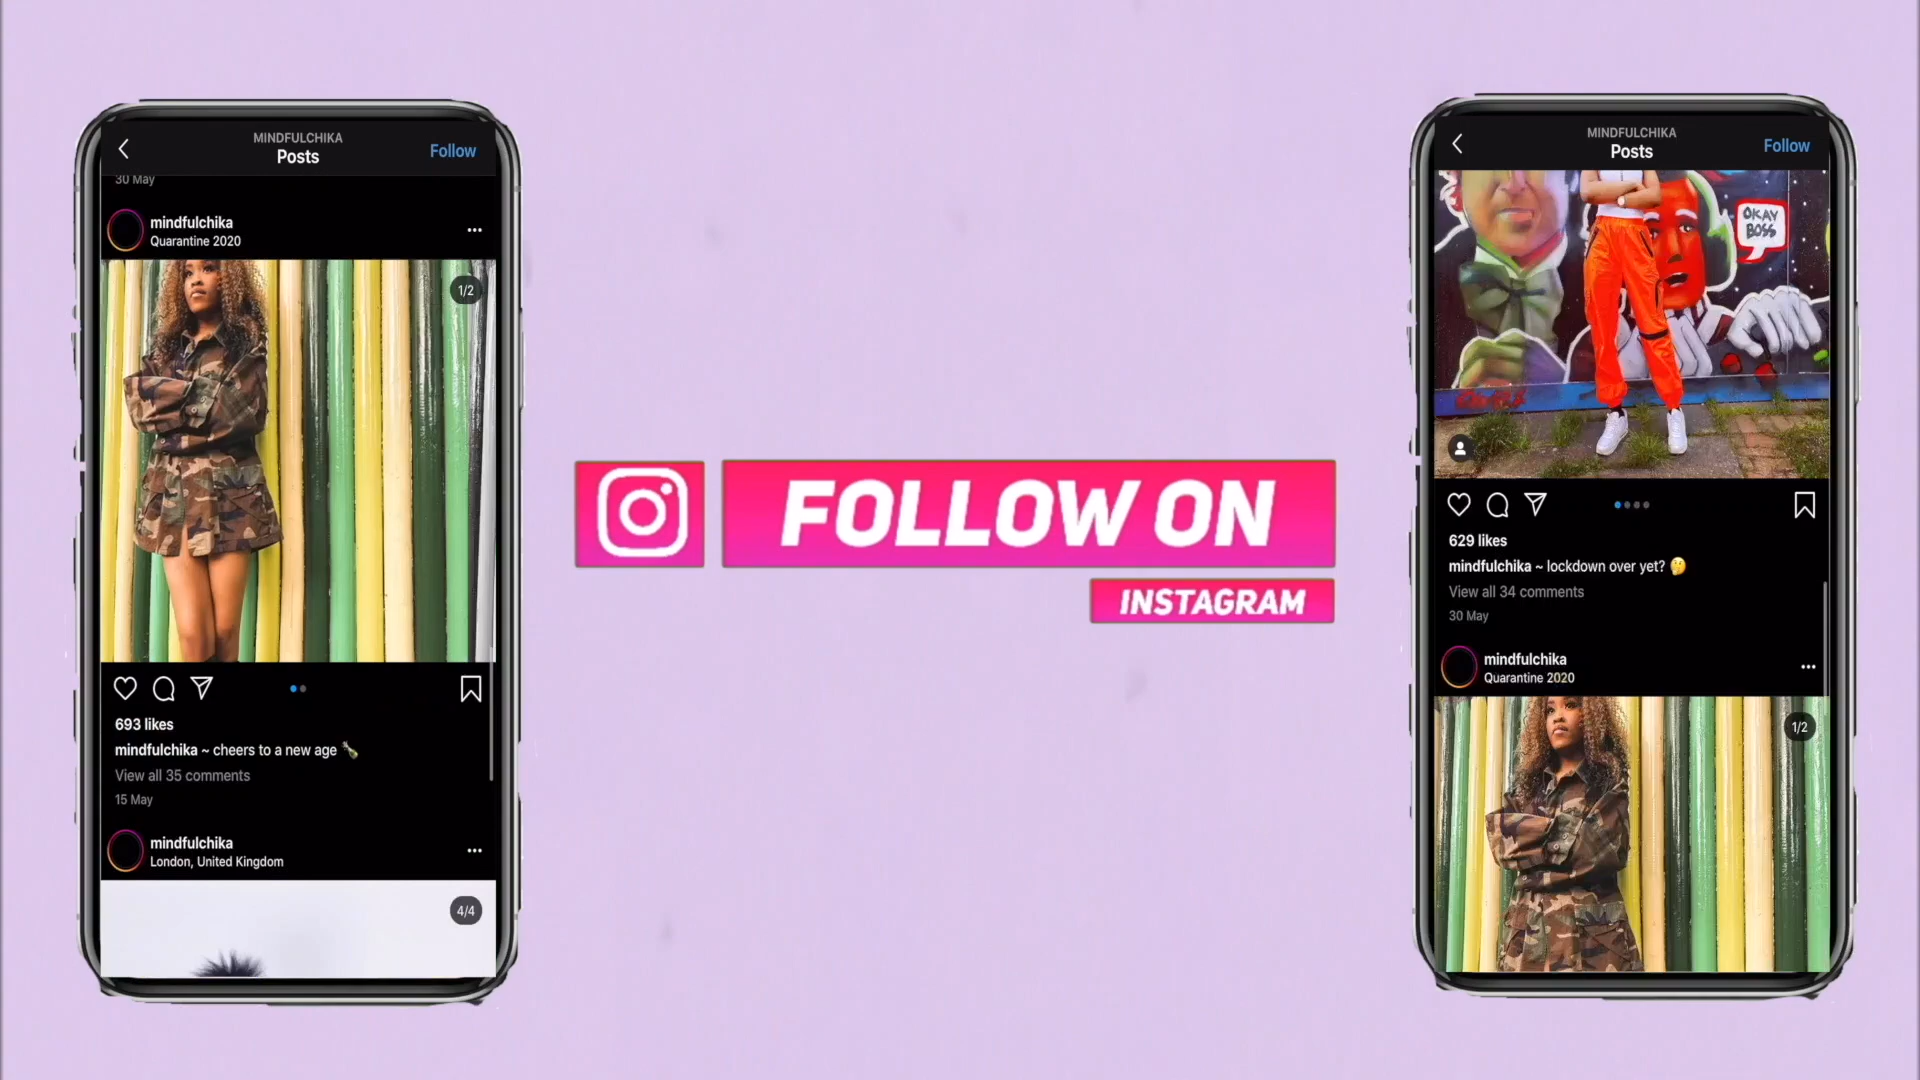 MINDFULCHIKA
Posts
Follow
30 May
mindfulchika
Quarantine 2020
1/2
693 likes
mindfulchika ~ cheers to a new age 🍾
View all 35 comments
15 May
mindfulchika
London, United Kingdom
4/4
FOLLOW ON
INSTAGRAM
MINDFULCHIKA
Posts
Follow
OKAY
BOSS
629 likes
mindfulchika ~ lockdown over yet? 🤔
View all 34 comments
30 May
mindfulchika
Quarantine 2020
1/2